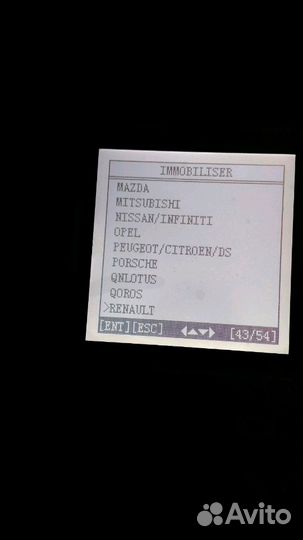 IMMOBILISER
MAZDA
MITSUBISHI
NISSAN/INFINITI
OPEL
PEUGEOT/CITROEN/DS
PORSCHE
QNLOTUS
QOROS
>RENAULT
[ENT][ESC] ◀▲▼▶ [43/54]
Avito